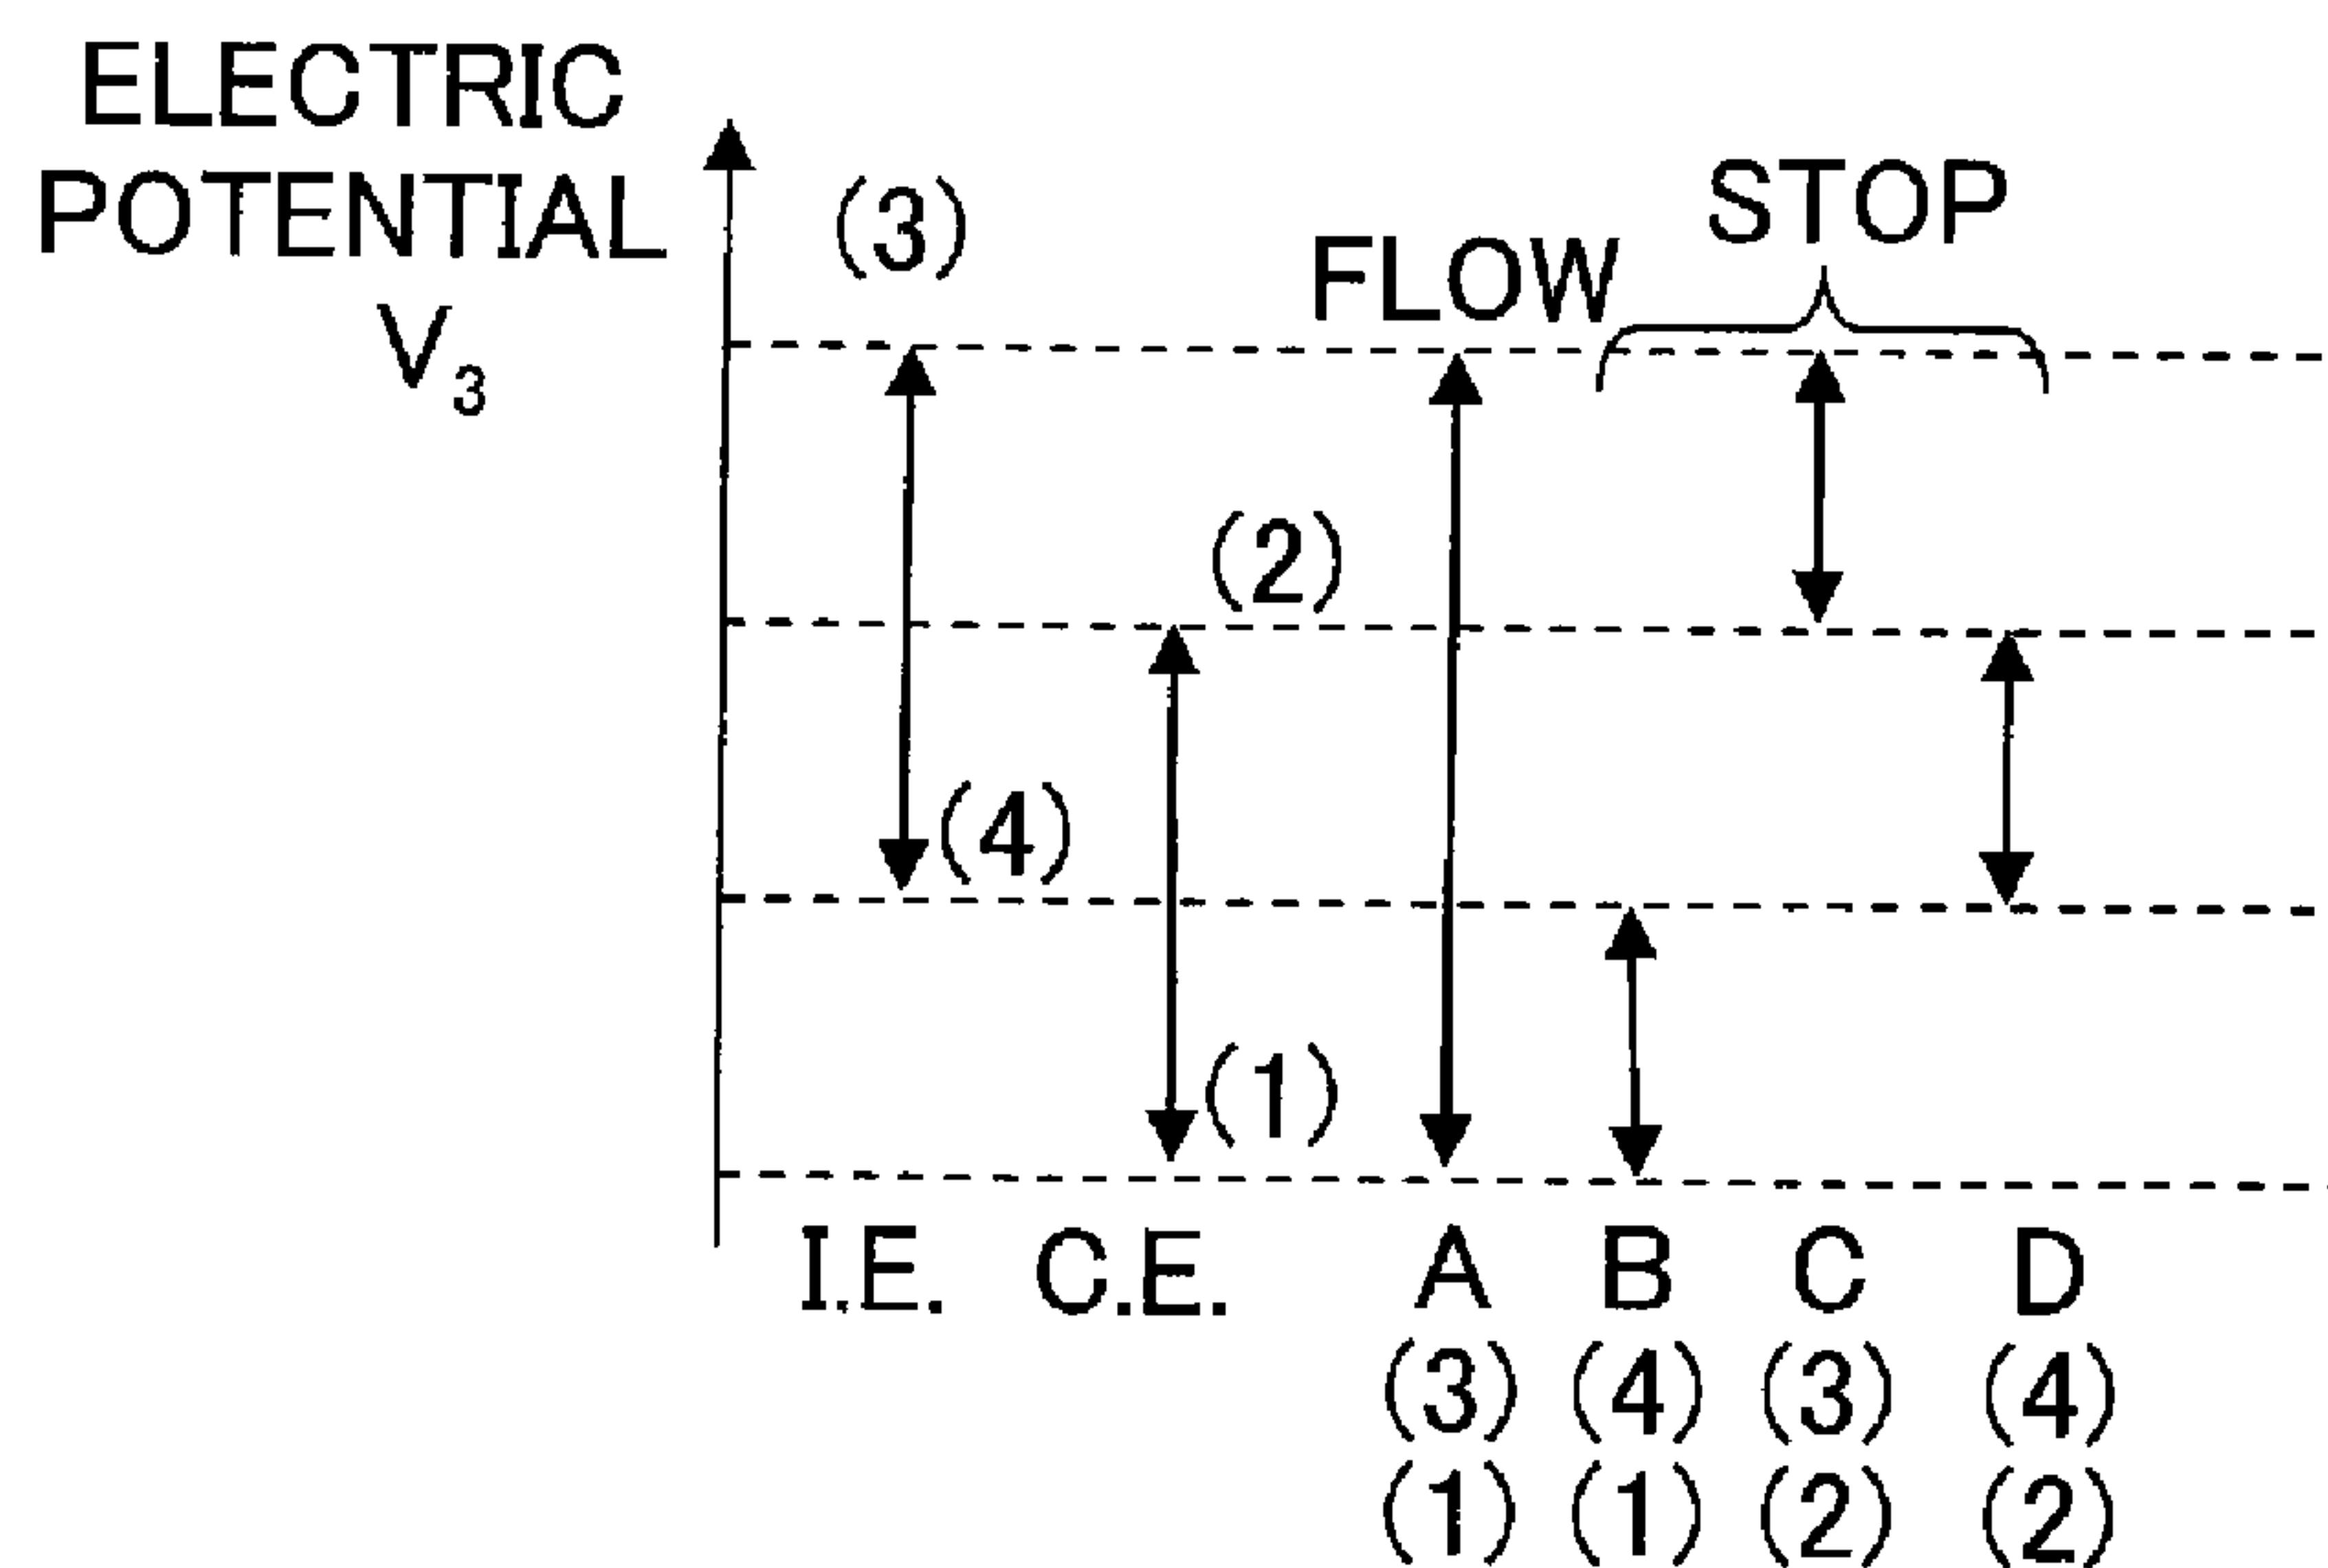 ELECTRIC
POTENTIAL
V₃
(3)
FLOW
STOP
(2)
(4)
(1)
I.E. C.E. A B C D
(3) (4) (3) (4)
(1) (1) (2) (2)